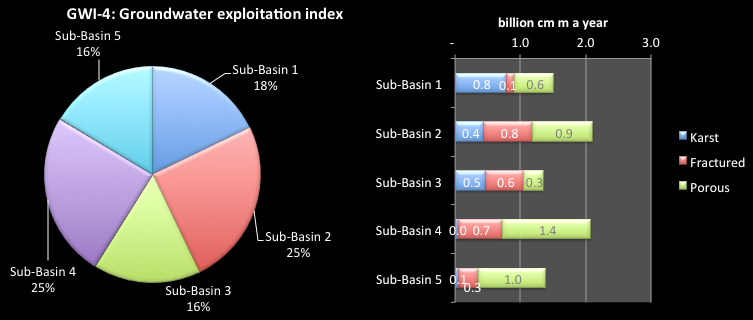 GWI-4: Groundwater exploitation index
Sub-Basin 5
16%
Sub-Basin 1
18%
Sub-Basin 2
25%
Sub-Basin 3
16%
Sub-Basin 4
25%
billion cm m a year
- 1.0 2.0 3.0
Sub-Basin 1 0.8 0.1 0.6
Sub-Basin 2 0.4 0.8 0.9
Sub-Basin 3 0.5 0.6 0.3
Sub-Basin 4 0.0 0.7 1.4
Sub-Basin 5 0.1 0.3 1.0
Karst
Fractured
Porous